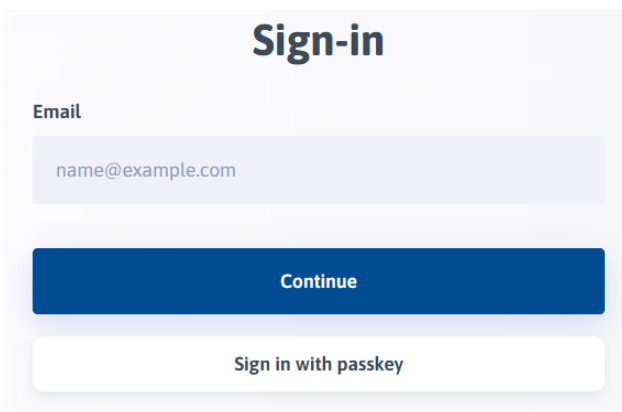 Sign-in
Email
name@example.com
Continue
Sign in with passkey